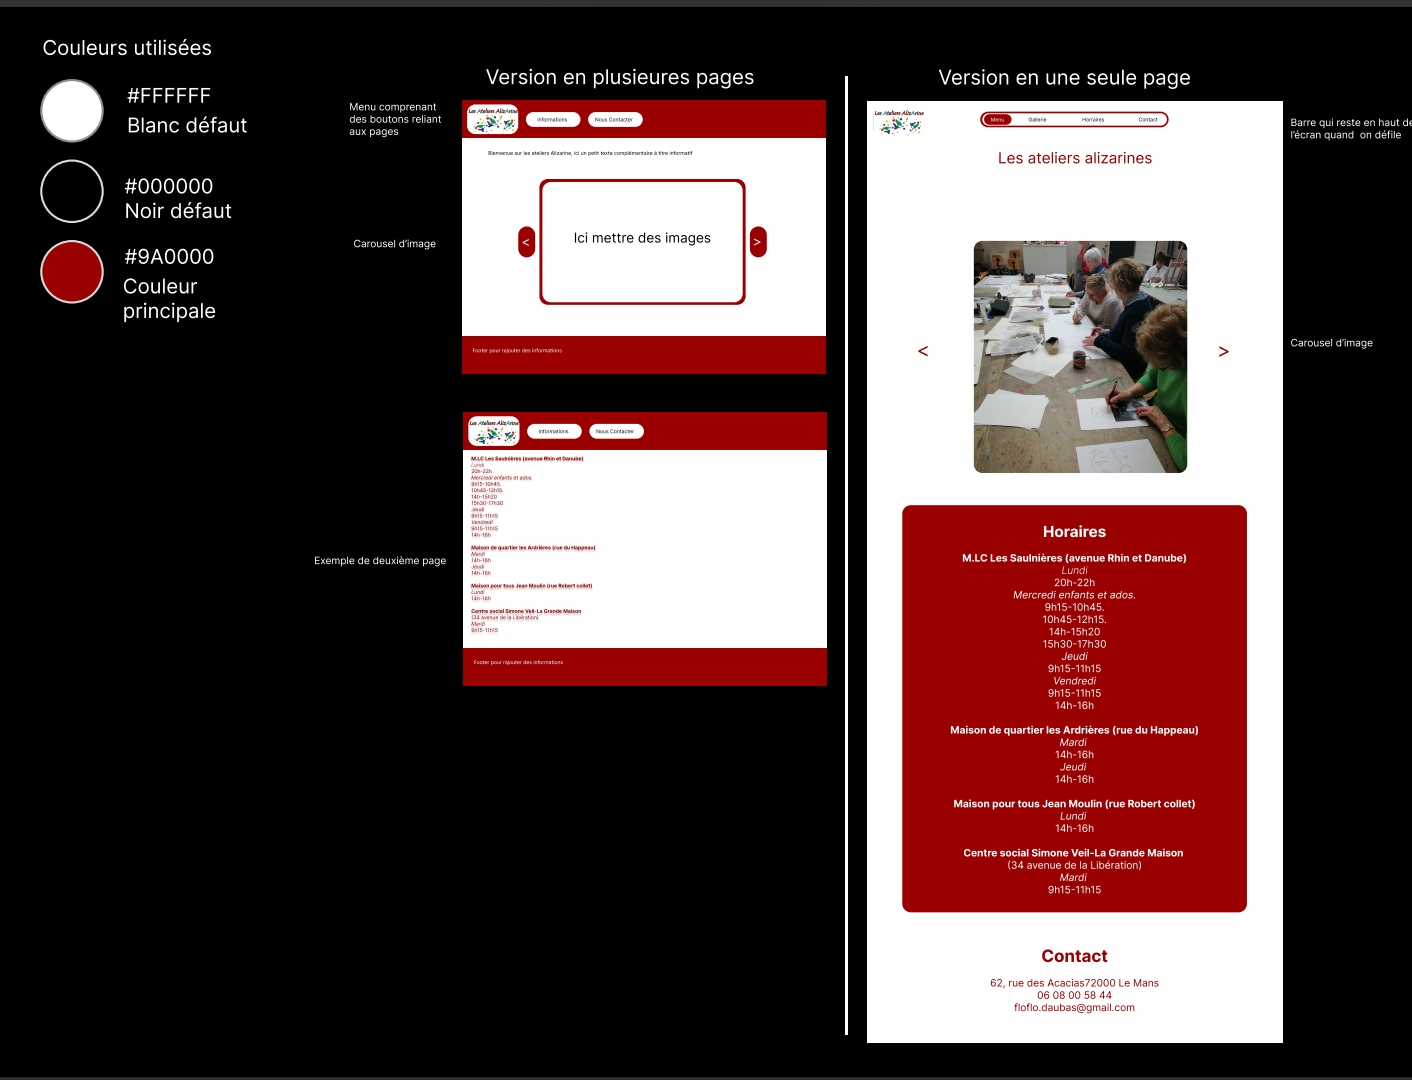 Couleurs utilisées
#FFFFFF
Blanc défaut
#000000
Noir défaut
#9A0000
Couleur
principale
Version en plusieures pages
Menu comprenant
des boutons reliant
aux pages
Les Ateliers AlizArine
Informations
Nous Contacter
Bienvenue sur les ateliers Alizarine, ici un petit texte complémentaire à titre informatif
Carousel d'image
<
Ici mettre des images
>
Footer pour rajouter des informations
Les Ateliers AlizArine
Informations
Nous Contacter
Exemple de deuxième page
M.LC Les Saulnières (avenue Rhin et Danube)
Lundi
20h-22h
Mercredi enfants et ados.
9h15-10h45.
10h45-12h15.
14h-15h20
15h30-17h30
Jeudi
9h15-11h15
Vendredi
9h15-11h15
14h-16h
Maison de quartier les Ardrières (rue du Happeau)
Mardi
14h-16h
Jeudi
14h-16h
Maison pour tous Jean Moulin (rue Robert collet)
Lundi
14h-16h
Centre social Simone Veil-La Grande Maison
(34 avenue de la Libération)
Mardi
9h15-11h15
Footer pour rajouter des informations
Version en une seule page
Les Ateliers AlizArine
Menu
Gallerie
Horraires
Contact
Barre qui reste en haut de
l'écran quand on défile
Les ateliers alizarines
<
>
Carousel d'image
Horaires
M.LC Les Saulnières (avenue Rhin et Danube)
Lundi
20h-22h
Mercredi enfants et ados.
9h15-10h45.
10h45-12h15.
14h-15h20
15h30-17h30
Jeudi
9h15-11h15
Vendredi
9h15-11h15
14h-16h
Maison de quartier les Ardrières (rue du Happeau)
Mardi
14h-16h
Jeudi
14h-16h
Maison pour tous Jean Moulin (rue Robert collet)
Lundi
14h-16h
Centre social Simone Veil-La Grande Maison
(34 avenue de la Libération)
Mardi
9h15-11h15
Contact
62, rue des Acacias72000 Le Mans
06 08 00 58 44
floflo.daubas@gmail.com